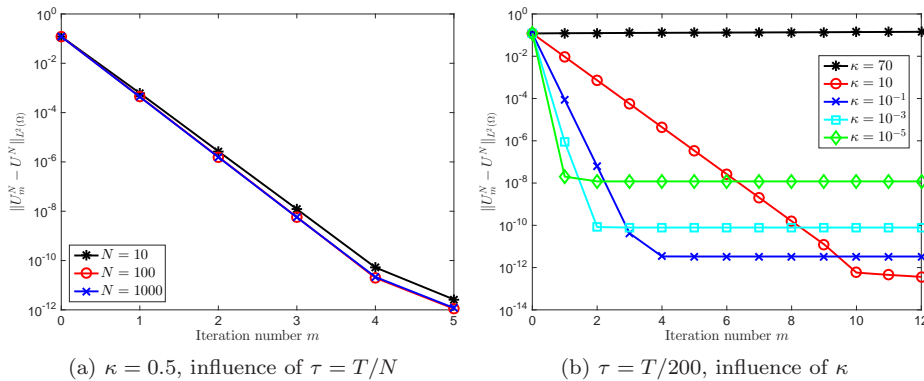 10^0
10^-2
10^-4
10^-6
10^-8
10^-10
10^-12
‖U_m^N − U^N‖_{L^2(Ω)}
N = 10
N = 100
N = 1000
0 1 2 3 4 5
Iteration number m
(a) κ = 0.5, influence of τ = T/N
10^0
10^-2
10^-4
10^-6
10^-8
10^-10
10^-12
10^-14
‖U_m^N − U^N‖_{L^2(Ω)}
κ = 70
κ = 10
κ = 10^-1
κ = 10^-3
κ = 10^-5
0 2 4 6 8 10 12
Iteration number m
(b) τ = T/200, influence of κ